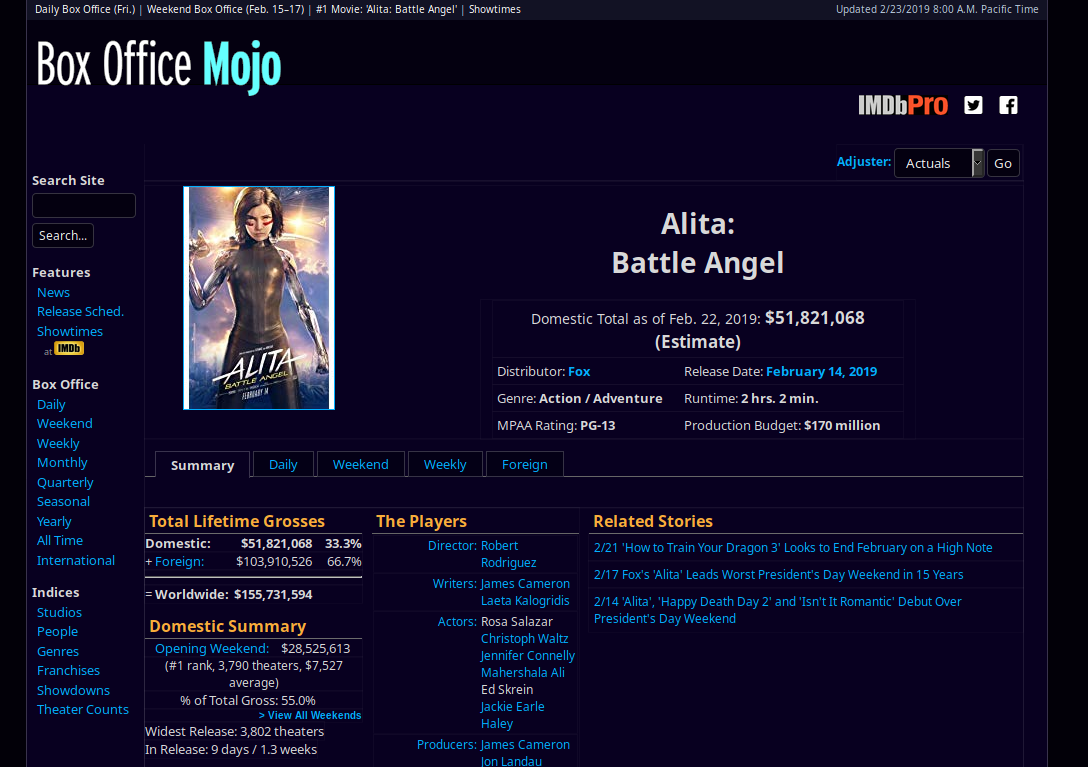 Daily Box Office (Fri.) | Weekend Box Office (Feb. 15–17) | #1 Movie: 'Alita: Battle Angel' | Showtimes
Updated 2/23/2019 8:00 A.M. Pacific Time
Box Office Mojo
IMDbPro
Adjuster: Actuals Go
Search Site
Search...
Features
News
Release Sched.
Showtimes
at IMDb
Box Office
Daily
Weekend
Weekly
Monthly
Quarterly
Seasonal
Yearly
All Time
International
Indices
Studios
People
Genres
Franchises
Showdowns
Theater Counts
ALITA
BATTLE ANGEL
FEBRUARY 14
Alita:
Battle Angel
Domestic Total as of Feb. 22, 2019: $51,821,068
(Estimate)
Distributor: Fox Release Date: February 14, 2019
Genre: Action / Adventure Runtime: 2 hrs. 2 min.
MPAA Rating: PG-13 Production Budget: $170 million
Summary Daily Weekend Weekly Foreign
Total Lifetime Grosses
Domestic: $51,821,068 33.3%
+ Foreign: $103,910,526 66.7%
= Worldwide: $155,731,594
Domestic Summary
Opening Weekend: $28,525,613
(#1 rank, 3,790 theaters, $7,527
average)
% of Total Gross: 55.0%
> View All Weekends
Widest Release: 3,802 theaters
In Release: 9 days / 1.3 weeks
The Players
Director: Robert
Rodriguez
Writers: James Cameron
Laeta Kalogridis
Actors: Rosa Salazar
Christoph Waltz
Jennifer Connelly
Mahershala Ali
Ed Skrein
Jackie Earle
Haley
Producers: James Cameron
Jon Landau
Related Stories
2/21 'How to Train Your Dragon 3' Looks to End February on a High Note
2/17 Fox's 'Alita' Leads Worst President's Day Weekend in 15 Years
2/14 'Alita', 'Happy Death Day 2' and 'Isn't It Romantic' Debut Over
President's Day Weekend